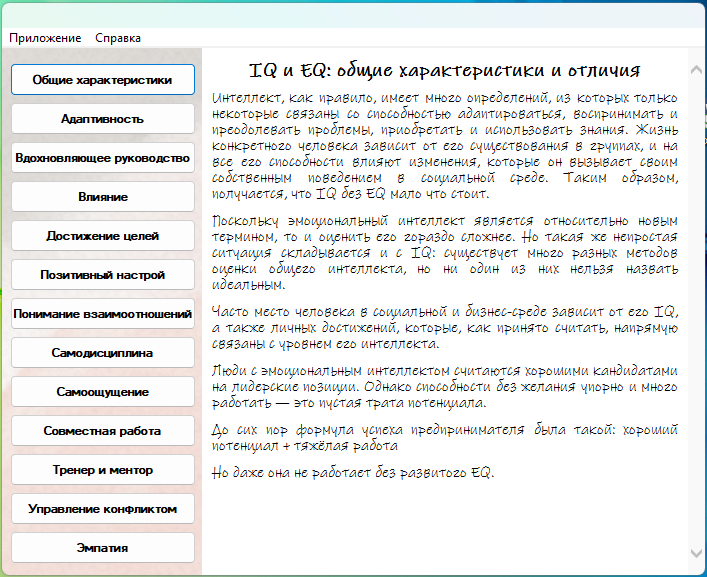 Приложение Справка
Общие характеристики
Адаптивность
Вдохновляющее руководство
Влияние
Достижение целей
Позитивный настрой
Понимание взаимоотношений
Самодисциплина
Самоощущение
Совместная работа
Тренер и ментор
Управление конфликтом
Эмпатия
IQ и EQ: общие характеристики и отличия
Интеллект, как правило, имеет много определений, из которых только
некоторые связаны со способностью адаптироваться, воспринимать и
преодолевать проблемы, приобретать и использовать знания. Жизнь
конкретного человека зависит от его существования в группах, и на
все его способности влияют изменения, которые он вызывает своим
собственным поведением в социальной среде. Таким образом,
получается, что IQ без EQ мало что стоит.
Поскольку эмоциональный интеллект является относительно новым
термином, то и оценить его гораздо сложнее. Но такая же непростая
ситуация складывается и с IQ: существует много разных методов
оценки общего интеллекта, но ни один из них нельзя назвать
идеальным.
Часто место человека в социальной и бизнес-среде зависит от его IQ,
а также личных достижений, которые, как принято считать, напрямую
связаны с уровнем его интеллекта.
Люди с эмоциональным интеллектом считаются хорошими кандидатами
на лидерские позиции. Однако способности без желания упорно и много
работать — это пустая трата потенциала.
До сих пор формула успеха предпринимателя была такой: хороший
потенциал + тяжёлая работа
Но даже она не работает без развитого EQ.